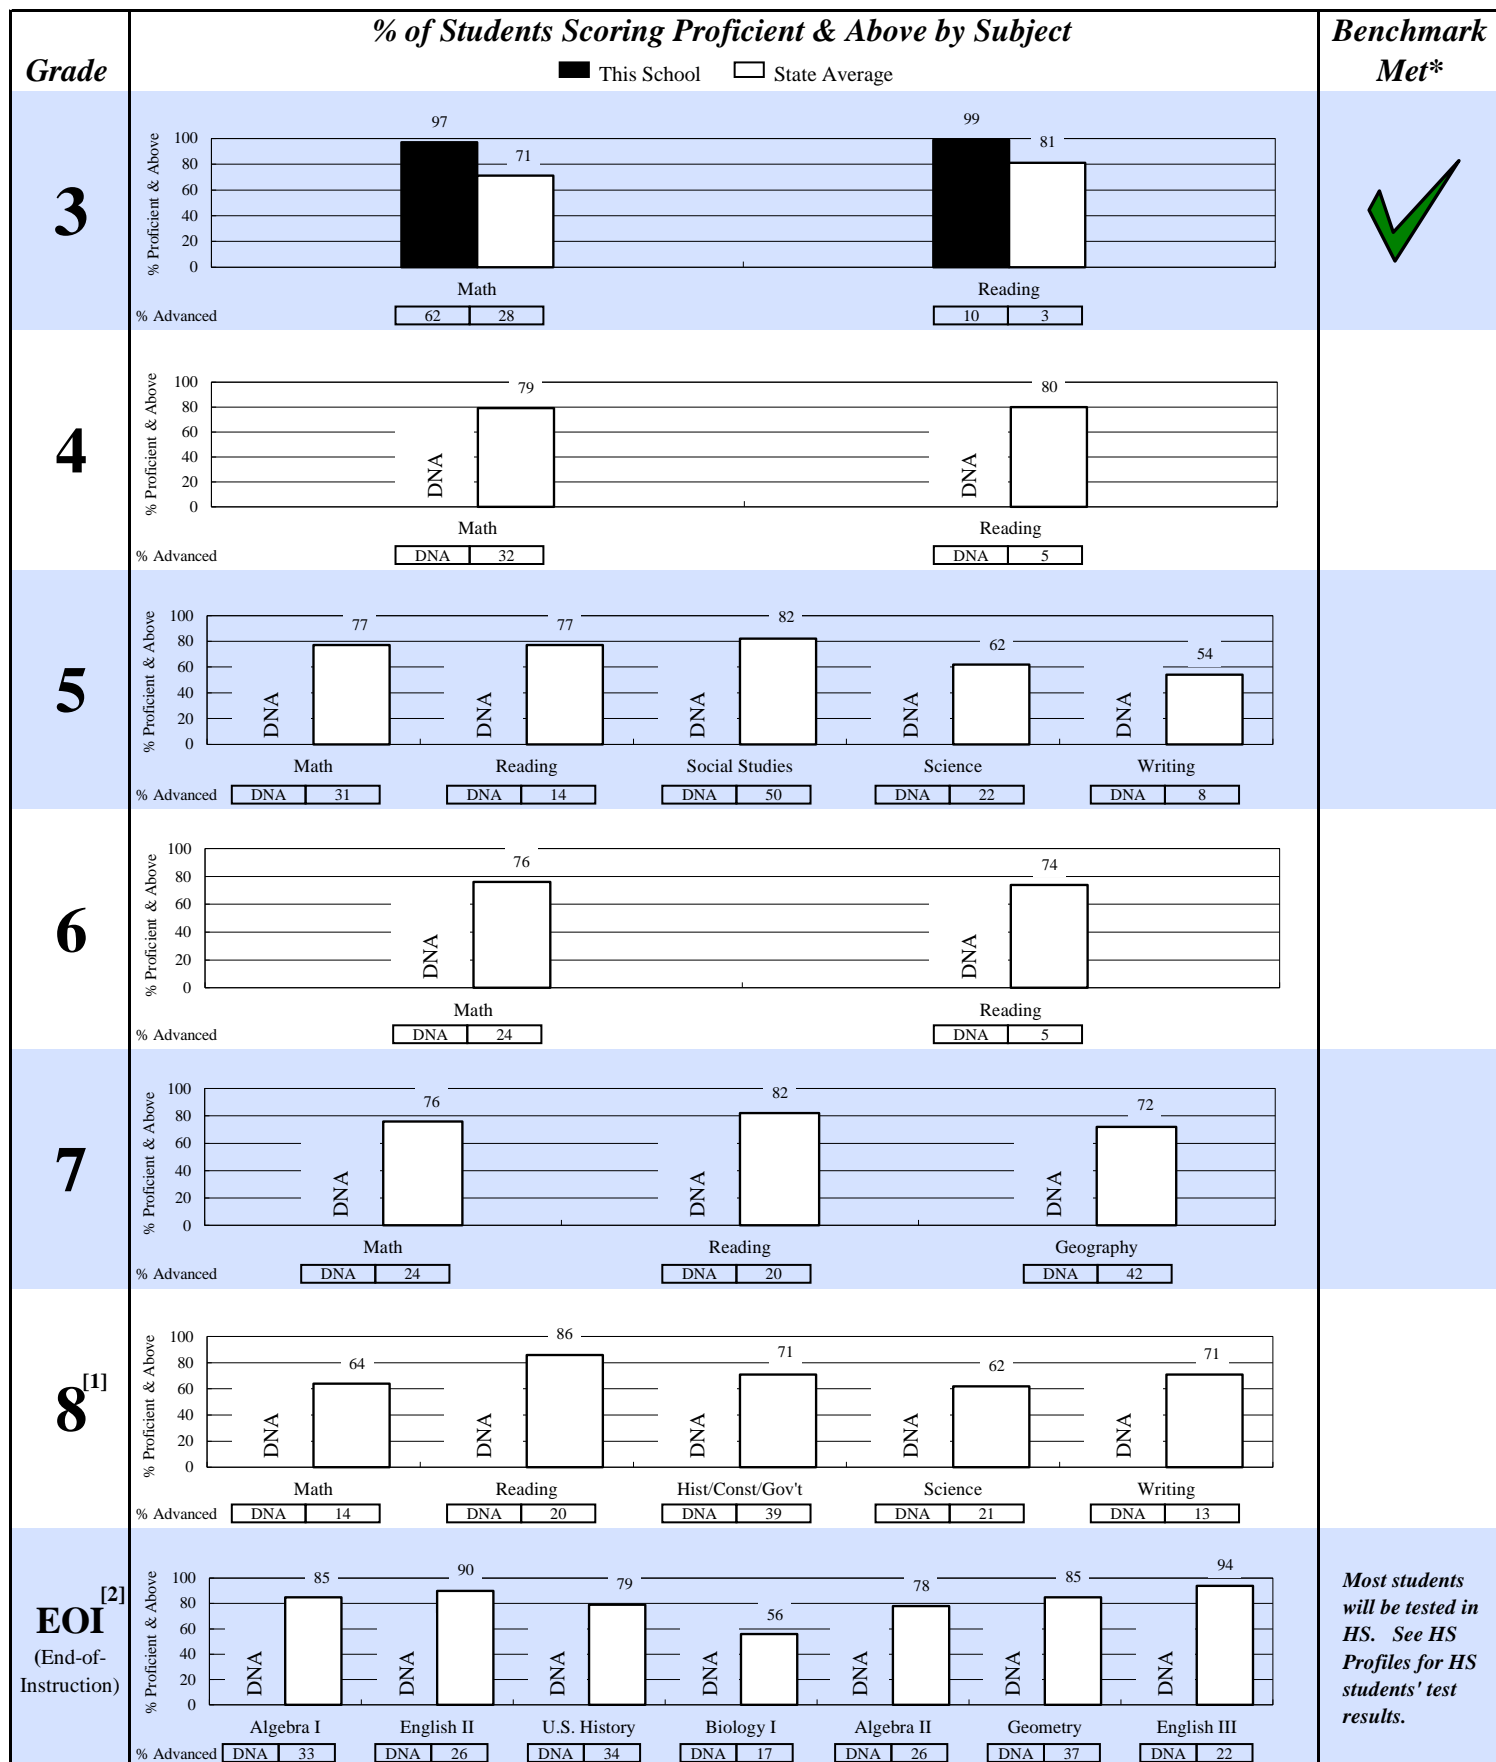 % of Students Scoring Proficient & Above by Subject
Benchmark
Met*
Grade
This School State Average
3
% Proficient & Above
100
80
60
40
20
0
97
71
99
81
Math
Reading
% Advanced 62 28 10 3
4
% Proficient & Above
100
80
60
40
20
0
DNA
79
DNA
80
Math
Reading
% Advanced DNA 32 DNA 5
5
% Proficient & Above
100
80
60
40
20
0
DNA
77
DNA
77
DNA
82
DNA
62
DNA
54
Math
Reading
Social Studies
Science
Writing
% Advanced DNA 31 DNA 14 DNA 50 DNA 22 DNA 8
6
% Proficient & Above
100
80
60
40
20
0
DNA
76
DNA
74
Math
Reading
% Advanced DNA 24 DNA 5
7
% Proficient & Above
100
80
60
40
20
0
DNA
76
DNA
82
DNA
72
Math
Reading
Geography
% Advanced DNA 24 DNA 20 DNA 42
8[1]
% Proficient & Above
100
80
60
40
20
0
DNA
64
DNA
86
DNA
71
DNA
62
DNA
71
Math
Reading
Hist/Const/Gov't
Science
Writing
% Advanced DNA 14 DNA 20 DNA 39 DNA 21 DNA 13
EOI[2]
(End-of-
Instruction)
% Proficient & Above
100
80
60
40
20
0
DNA
85
DNA
90
DNA
79
DNA
56
DNA
78
DNA
85
DNA
94
Algebra I
English II
U.S. History
Biology I
Algebra II
Geometry
English III
% Advanced DNA 33 DNA 26 DNA 34 DNA 17 DNA 26 DNA 37 DNA 22
Most students
will be tested in
HS. See HS
Profiles for HS
students' test
results.